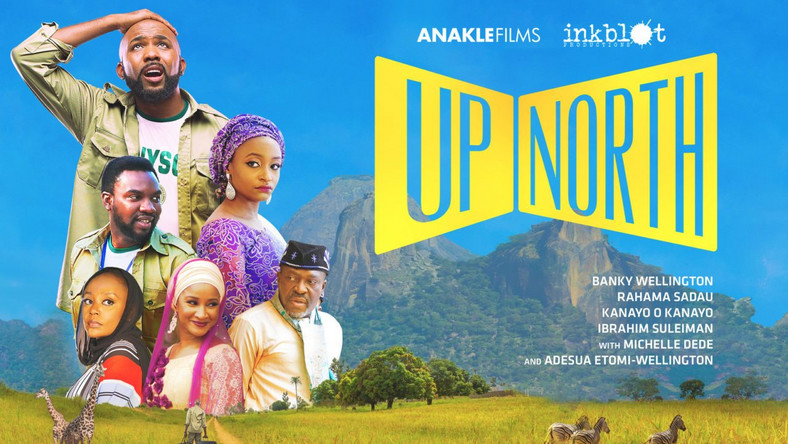 ANAKLEFILMS
inkblot
PRODUCTIONS
UP NORTH
NYSC
BANKY WELLINGTON
RAHAMA SADAU
KANAYO O KANAYO
IBRAHIM SULEIMAN
WITH MICHELLE DEDE
AND ADESUA ETOMI-WELLINGTON